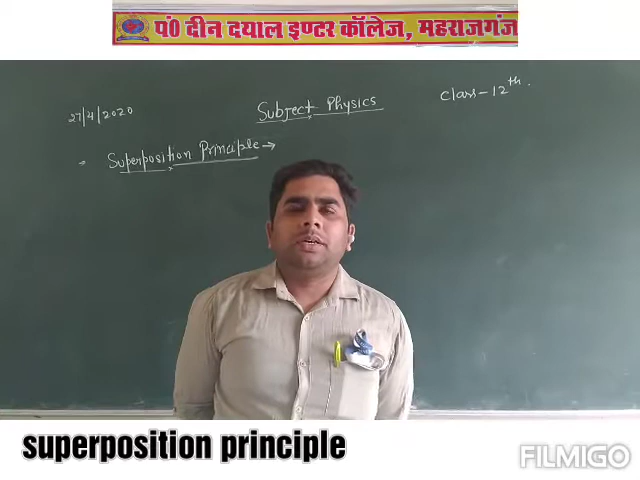 पं0 दीन दयाल इण्टर कॉलेज, महराजगंज
27/4/2020
Subject Physics
Class - 12th.
Superposition Principle →
superposition principle
FILMIGO